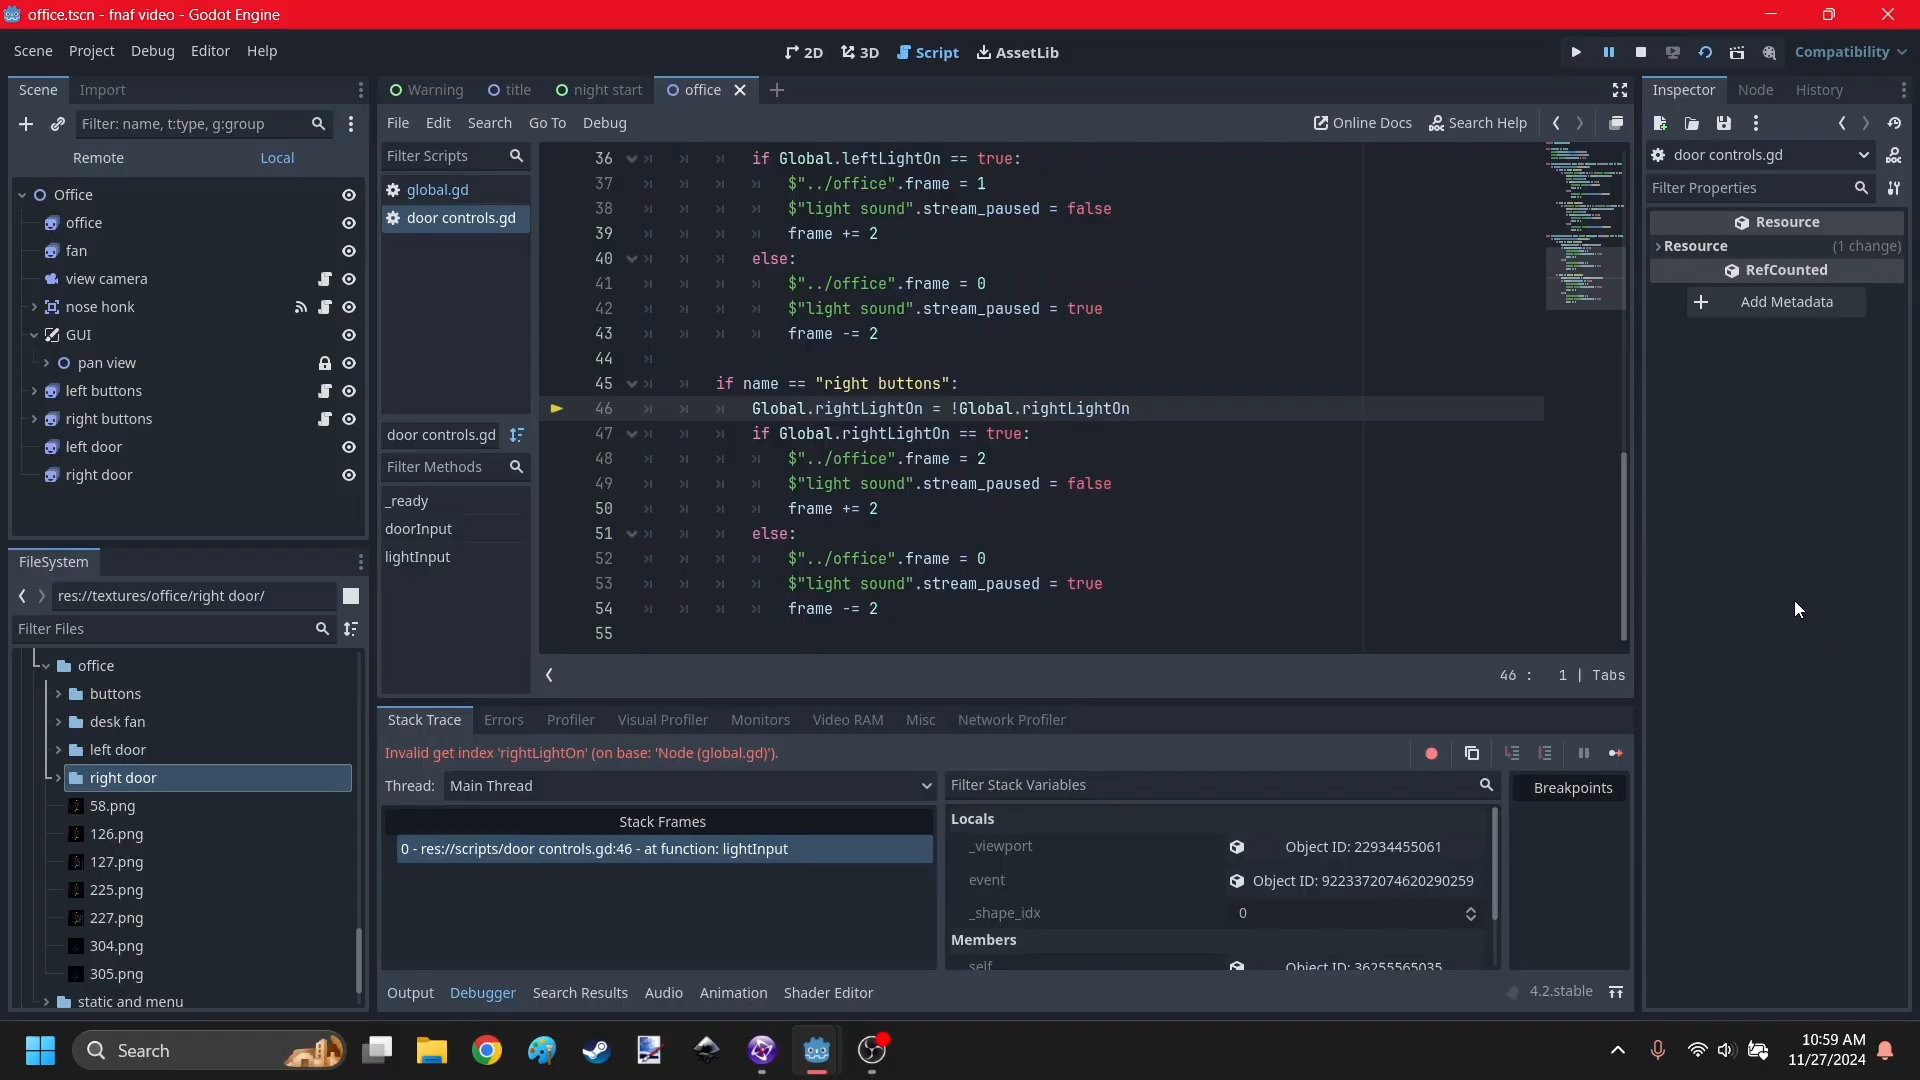 office.tscn - fnaf video - Godot Engine
Scene Project Debug Editor Help
2D 3D Script AssetLib
Compatibility
Scene Import
Filter: name, t:type, g:group
Remote Local
Office
office
fan
view camera
nose honk
GUI
pan view
left buttons
right buttons
left door
right door
FileSystem
res://textures/office/right door/
Filter Files
office
buttons
desk fan
left door
right door
58.png
126.png
127.png
225.png
227.png
304.png
305.png
static and menu
Warning title night start office
File Edit Search Go To Debug
Online Docs Search Help
Filter Scripts
global.gd
door controls.gd
door controls.gd
Filter Methods
_ready
doorInput
lightInput
36 if Global.leftLightOn == true:
37 $"../office".frame = 1
38 $"light sound".stream_paused = false
39 frame += 2
40 else:
41 $"../office".frame = 0
42 $"light sound".stream_paused = true
43 frame -= 2
44
45 if name == "right buttons":
46 Global.rightLightOn = !Global.rightLightOn
47 if Global.rightLightOn == true:
48 $"../office".frame = 2
49 $"light sound".stream_paused = false
50 frame += 2
51 else:
52 $"../office".frame = 0
53 $"light sound".stream_paused = true
54 frame -= 2
55
46 : 1 | Tabs
Stack Trace Errors Profiler Visual Profiler Monitors Video RAM Misc Network Profiler
Invalid get index 'rightLightOn' (on base: 'Node (global.gd)').
Thread: Main Thread
Filter Stack Variables
Breakpoints
Stack Frames
0 - res://scripts/door controls.gd:46 - at function: lightInput
Locals
_viewport Object ID: 22934455061
event Object ID: 9223372074620290259
_shape_idx 0
Members
self Object ID: 36255565035
Output Debugger Search Results Audio Animation Shader Editor
4.2.stable
Inspector Node History
door controls.gd
Filter Properties
Resource
Resource (1 change)
RefCounted
Add Metadata
Search
10:59 AM
11/27/2024